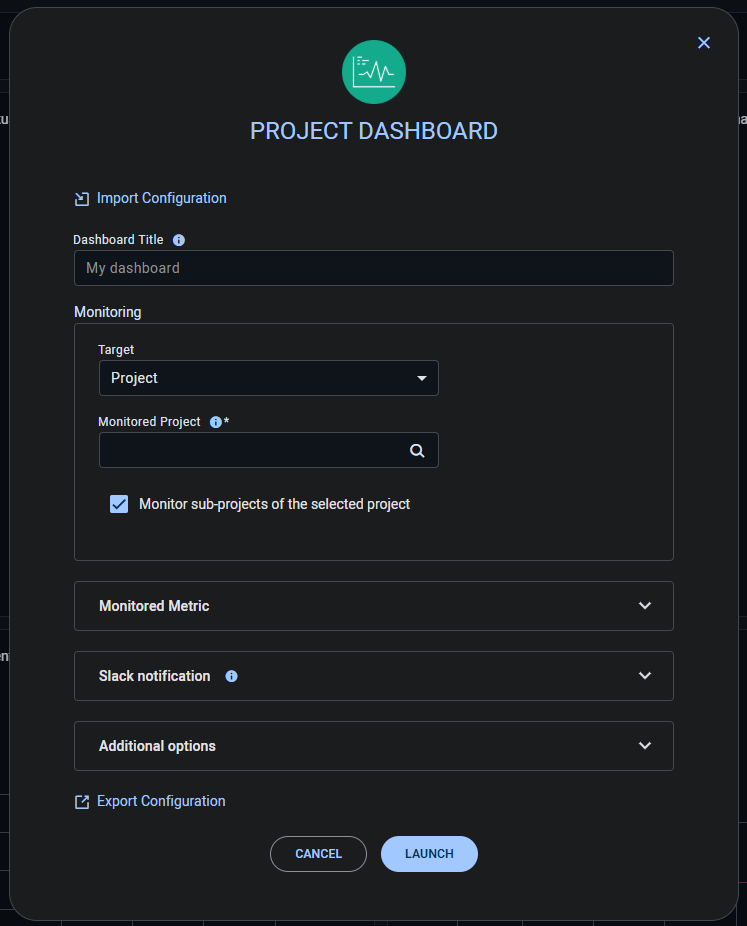 PROJECT DASHBOARD
Import Configuration
Dashboard Title
My dashboard
Monitoring
Target
Project
Monitored Project *
Monitor sub-projects of the selected project
Monitored Metric
Slack notification
Additional options
Export Configuration
CANCEL
LAUNCH